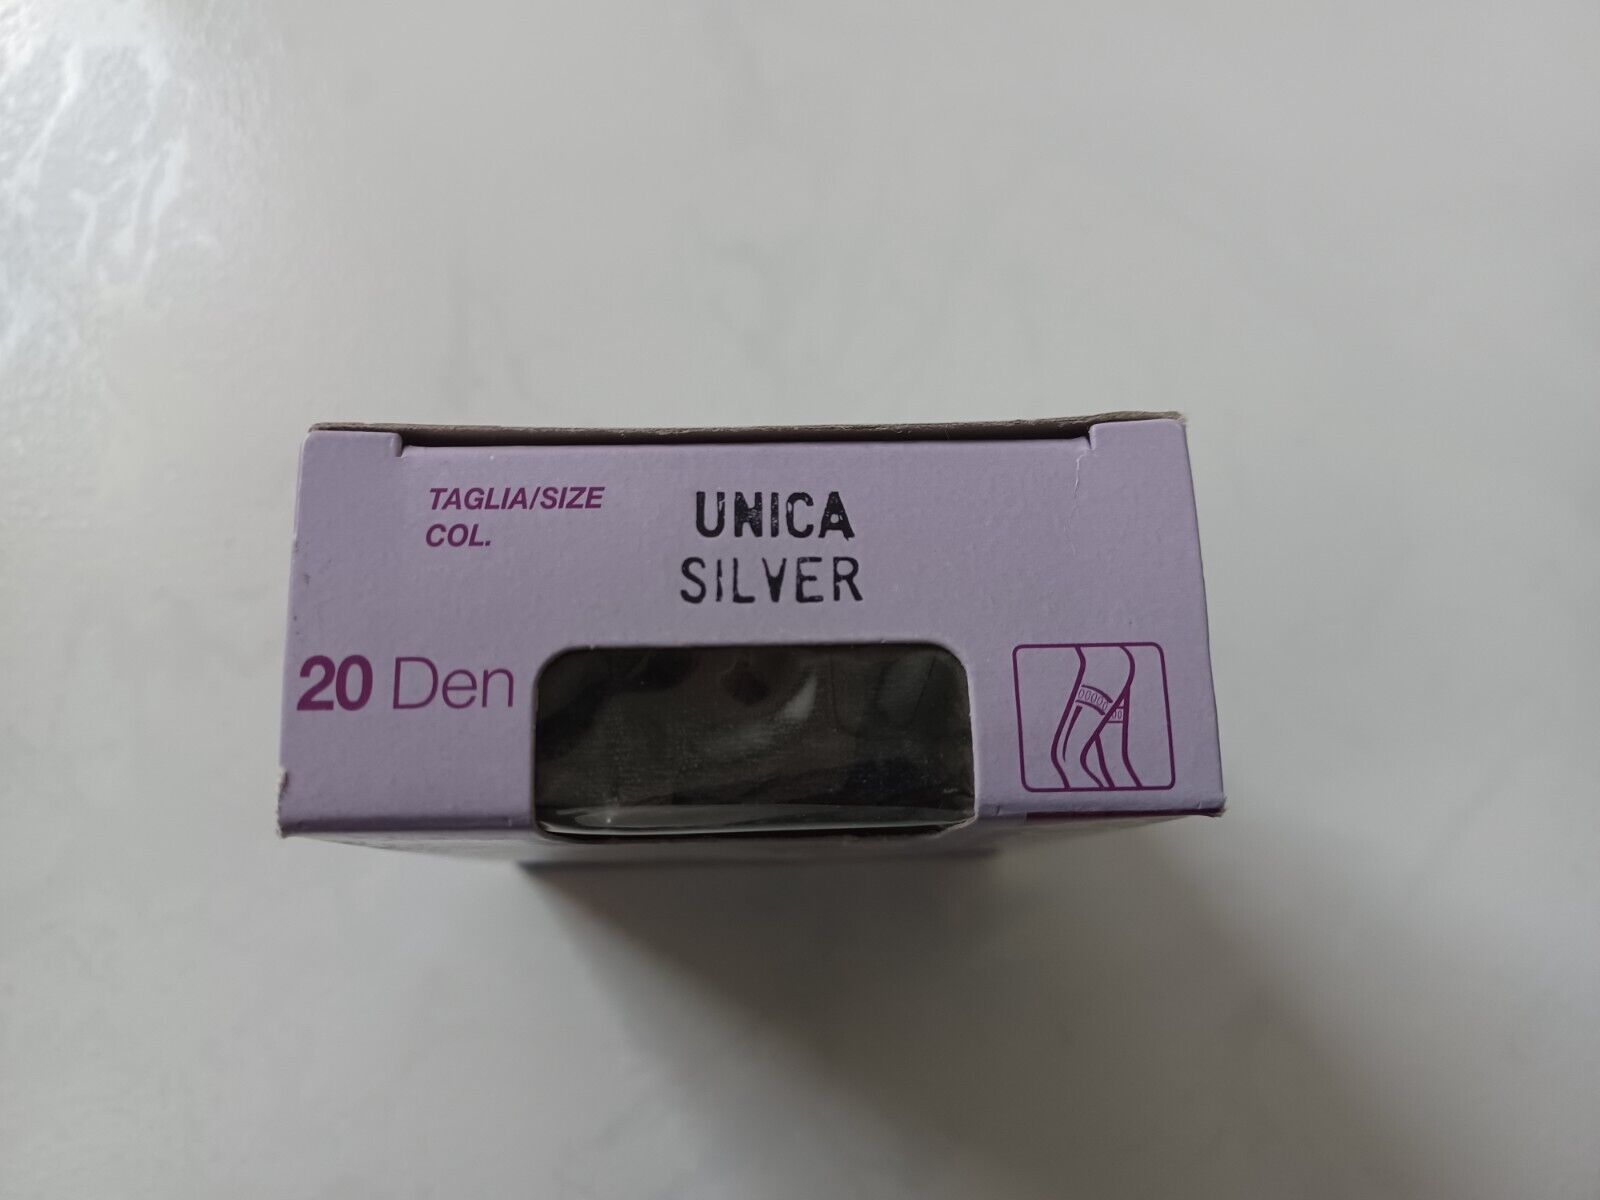 TAGLIA/SIZE UNICA
COL. SILVER
20 Den